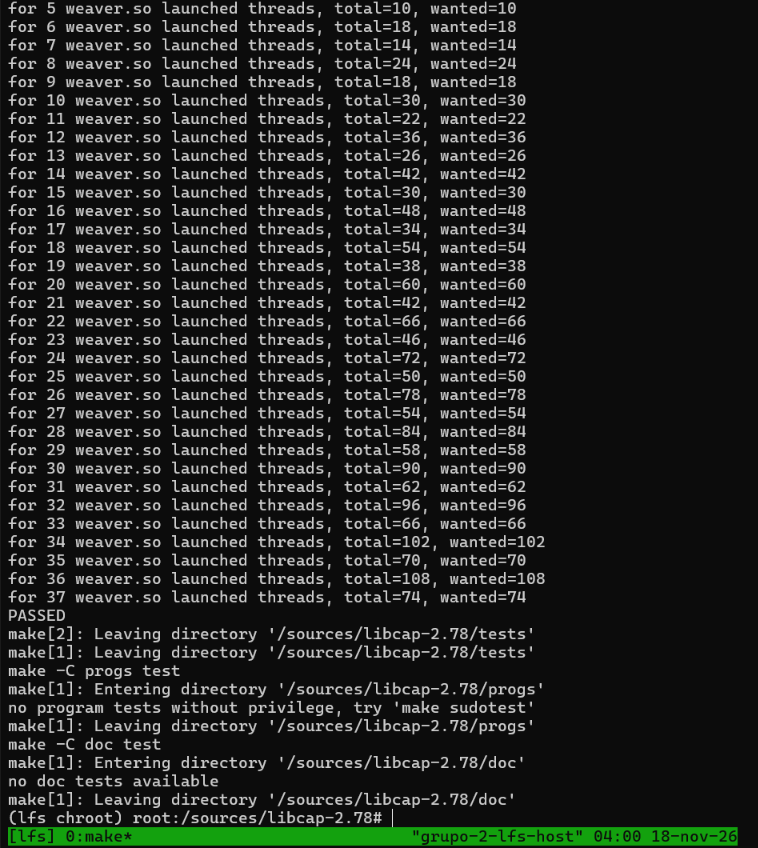 for 5 weaver.so launched threads, total=10, wanted=10
for 6 weaver.so launched threads, total=18, wanted=18
for 7 weaver.so launched threads, total=14, wanted=14
for 8 weaver.so launched threads, total=24, wanted=24
for 9 weaver.so launched threads, total=18, wanted=18
for 10 weaver.so launched threads, total=30, wanted=30
for 11 weaver.so launched threads, total=22, wanted=22
for 12 weaver.so launched threads, total=36, wanted=36
for 13 weaver.so launched threads, total=26, wanted=26
for 14 weaver.so launched threads, total=42, wanted=42
for 15 weaver.so launched threads, total=30, wanted=30
for 16 weaver.so launched threads, total=48, wanted=48
for 17 weaver.so launched threads, total=34, wanted=34
for 18 weaver.so launched threads, total=54, wanted=54
for 19 weaver.so launched threads, total=38, wanted=38
for 20 weaver.so launched threads, total=60, wanted=60
for 21 weaver.so launched threads, total=42, wanted=42
for 22 weaver.so launched threads, total=66, wanted=66
for 23 weaver.so launched threads, total=46, wanted=46
for 24 weaver.so launched threads, total=72, wanted=72
for 25 weaver.so launched threads, total=50, wanted=50
for 26 weaver.so launched threads, total=78, wanted=78
for 27 weaver.so launched threads, total=54, wanted=54
for 28 weaver.so launched threads, total=84, wanted=84
for 29 weaver.so launched threads, total=58, wanted=58
for 30 weaver.so launched threads, total=90, wanted=90
for 31 weaver.so launched threads, total=62, wanted=62
for 32 weaver.so launched threads, total=96, wanted=96
for 33 weaver.so launched threads, total=66, wanted=66
for 34 weaver.so launched threads, total=102, wanted=102
for 35 weaver.so launched threads, total=70, wanted=70
for 36 weaver.so launched threads, total=108, wanted=108
for 37 weaver.so launched threads, total=74, wanted=74
PASSED
make[2]: Leaving directory '/sources/libcap-2.78/tests'
make[1]: Leaving directory '/sources/libcap-2.78/tests'
make -C progs test
make[1]: Entering directory '/sources/libcap-2.78/progs'
no program tests without privilege, try 'make sudotest'
make[1]: Leaving directory '/sources/libcap-2.78/progs'
make -C doc test
make[1]: Entering directory '/sources/libcap-2.78/doc'
no doc tests available
make[1]: Leaving directory '/sources/libcap-2.78/doc'
(lfs chroot) root:/sources/libcap-2.78#
[lfs] 0:make* "grupo-2-lfs-host" 04:00 18-nov-26